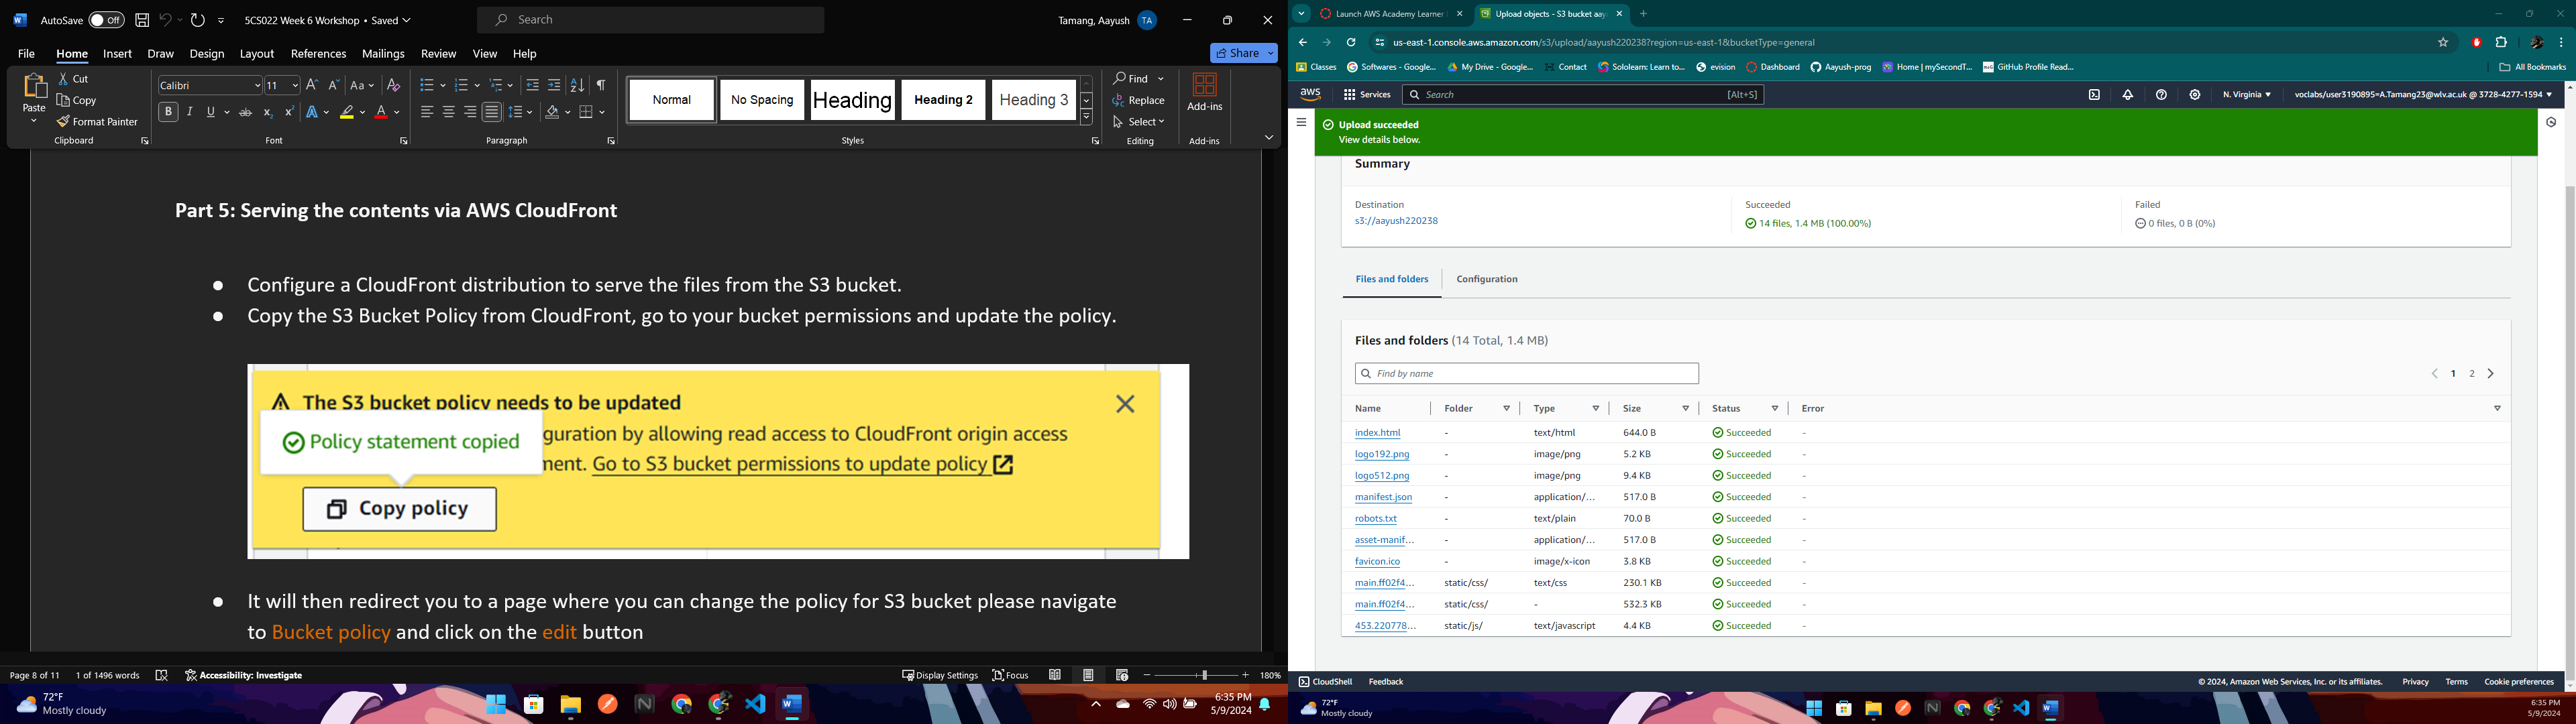 AutoSave Off 5CS022 Week 6 Workshop • Saved Search Tamang, Aayush TA
File Home Insert Draw Design Layout References Mailings Review View Help Share
Paste Cut Copy Format Painter
Calibri 11
Normal No Spacing Heading Heading 2 Heading 3
Find Replace Select Add-ins
Clipboard Font Paragraph Styles Editing Add-ins
Part 5: Serving the contents via AWS CloudFront
● Configure a CloudFront distribution to serve the files from the S3 bucket.
● Copy the S3 Bucket Policy from CloudFront, go to your bucket permissions and update the policy.
The S3 bucket policy needs to be updated
Policy statement copied
guration by allowing read access to CloudFront origin access
ment. Go to S3 bucket permissions to update policy
Copy policy
● It will then redirect you to a page where you can change the policy for S3 bucket please navigate
to Bucket policy and click on the edit button
Page 8 of 11 1 of 1496 words Accessibility: Investigate Display Settings Focus 180%
72°F
Mostly cloudy
6:35 PM
5/9/2024
Launch AWS Academy Learner Upload objects - S3 bucket aay
us-east-1.console.aws.amazon.com/s3/upload/aayush220238?region=us-east-1&bucketType=general
Classes Softwares - Google... My Drive - Google... Contact Sololearn: Learn to... evision Dashboard Aayush-prog Home | mySecondT... GitHub Profile Read... All Bookmarks
aws Services Search [Alt+S] N. Virginia voclabs/user3190895=A.Tamang23@wlv.ac.uk @ 3728-4277-1594
Upload succeeded
View details below.
Summary
Destination Succeeded Failed
s3://aayush220238 14 files, 1.4 MB (100.00%) 0 files, 0 B (0%)
Files and folders Configuration
Files and folders (14 Total, 1.4 MB)
Find by name 1 2
Name Folder Type Size Status Error
index.html - text/html 644.0 B Succeeded -
logo192.png - image/png 5.2 KB Succeeded -
logo512.png - image/png 9.4 KB Succeeded -
manifest.json - application/... 517.0 B Succeeded -
robots.txt - text/plain 70.0 B Succeeded -
asset-manif... - application/... 517.0 B Succeeded -
favicon.ico - image/x-icon 3.8 KB Succeeded -
main.ff02f4... static/css/ text/css 230.1 KB Succeeded -
main.ff02f4... static/css/ - 532.3 KB Succeeded -
453.220778... static/js/ text/javascript 4.4 KB Succeeded -
CloudShell Feedback © 2024, Amazon Web Services, Inc. or its affiliates. Privacy Terms Cookie preferences
72°F
Mostly cloudy
6:35 PM
5/9/2024